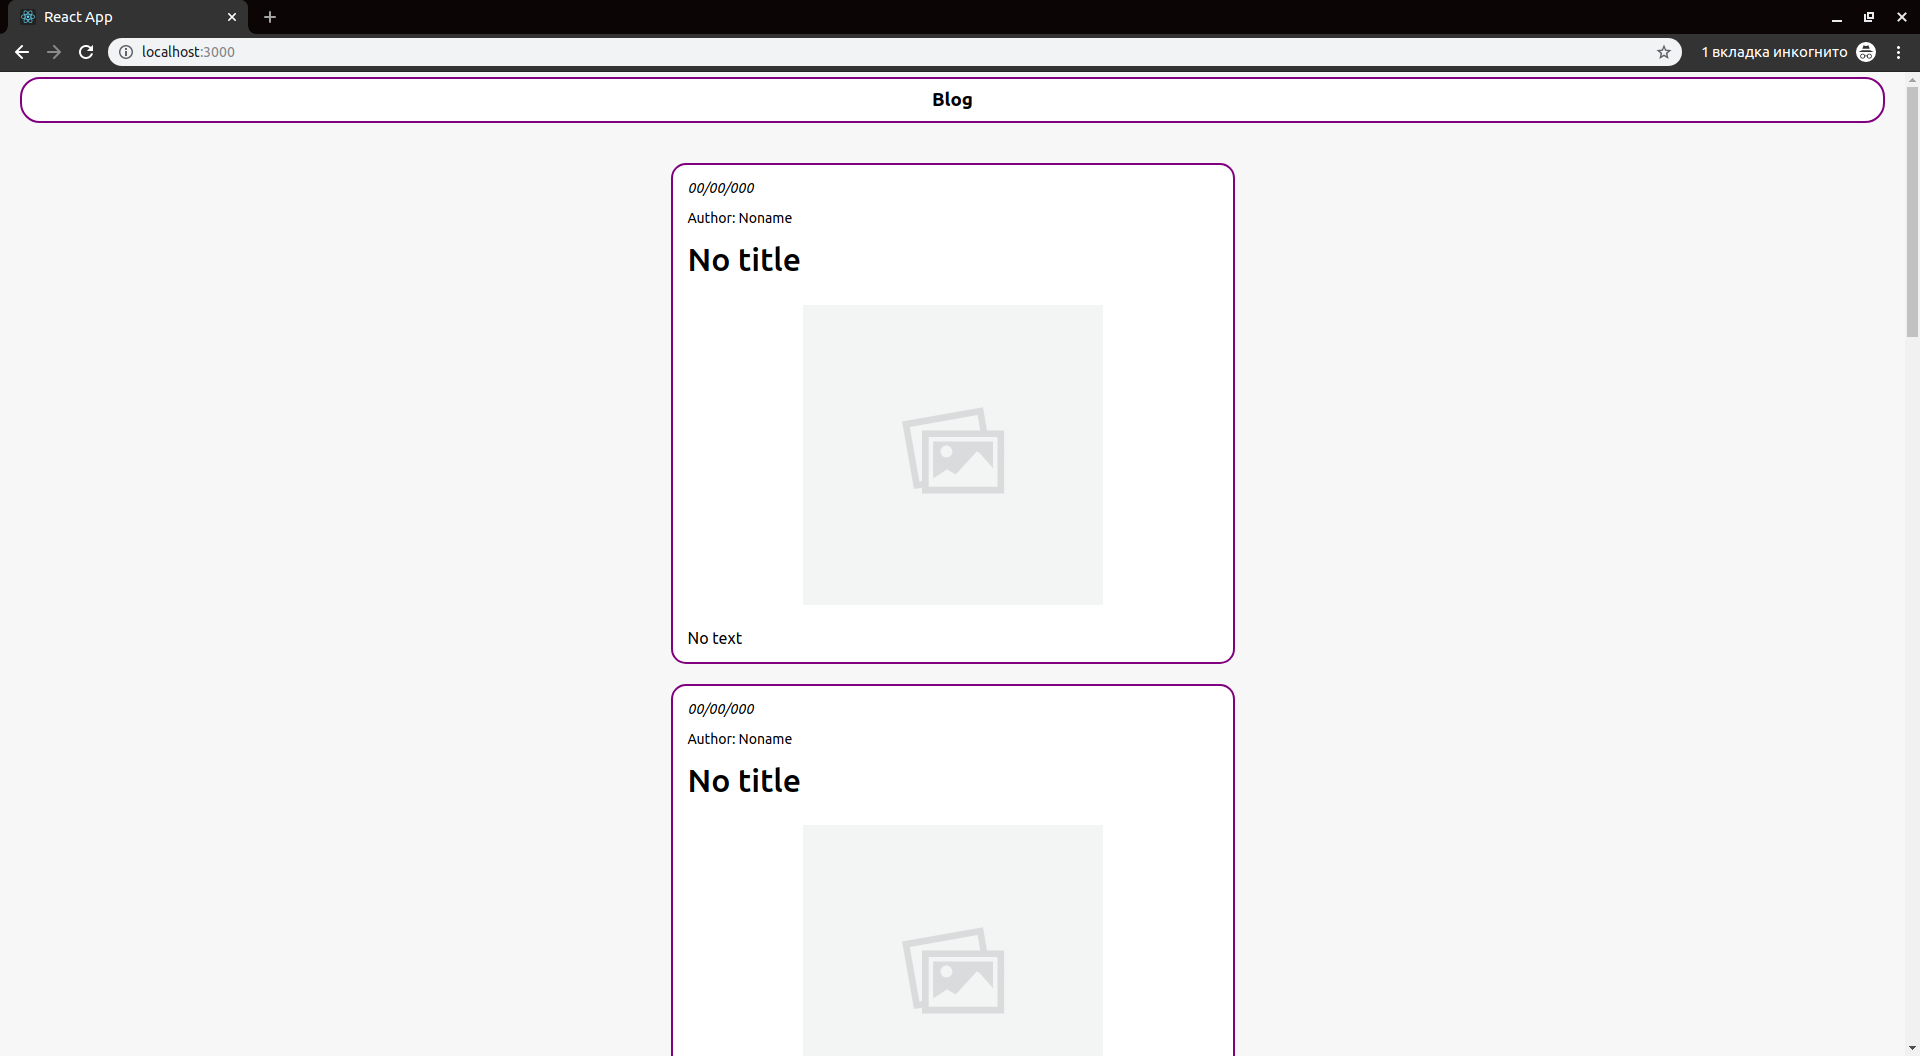 React App
localhost:3000
1 вкладка инкогнито
Blog
00/00/000
Author: Noname
No title
No text
00/00/000
Author: Noname
No title